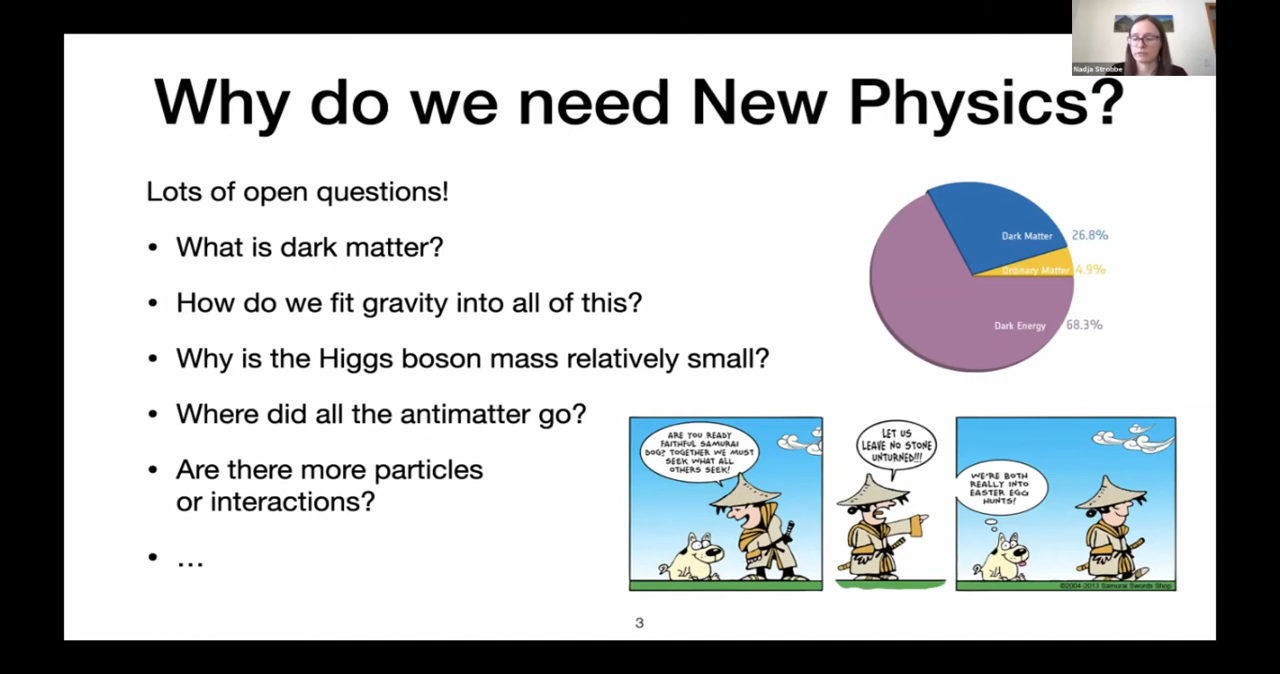 Why do we need New Physics?
Nadja Strobbe
Lots of open questions!
• What is dark matter?
• How do we fit gravity into all of this?
• Why is the Higgs boson mass relatively small?
• Where did all the antimatter go?
• Are there more particles
or interactions?
• ...
Dark Matter 26.8%
Ordinary Matter 4.9%
Dark Energy 68.3%
ARE YOU READY
FAITHFUL SAMURAI
DOG? TOGETHER WE MUST
SEEK WHAT ALL
OTHERS SEEK!
LET US
LEAVE NO STONE
UNTURNED!!!
WE'RE BOTH
REALLY INTO
EASTER EGG
HUNTS!
©2004-2013 Samurai Swords Shop
3